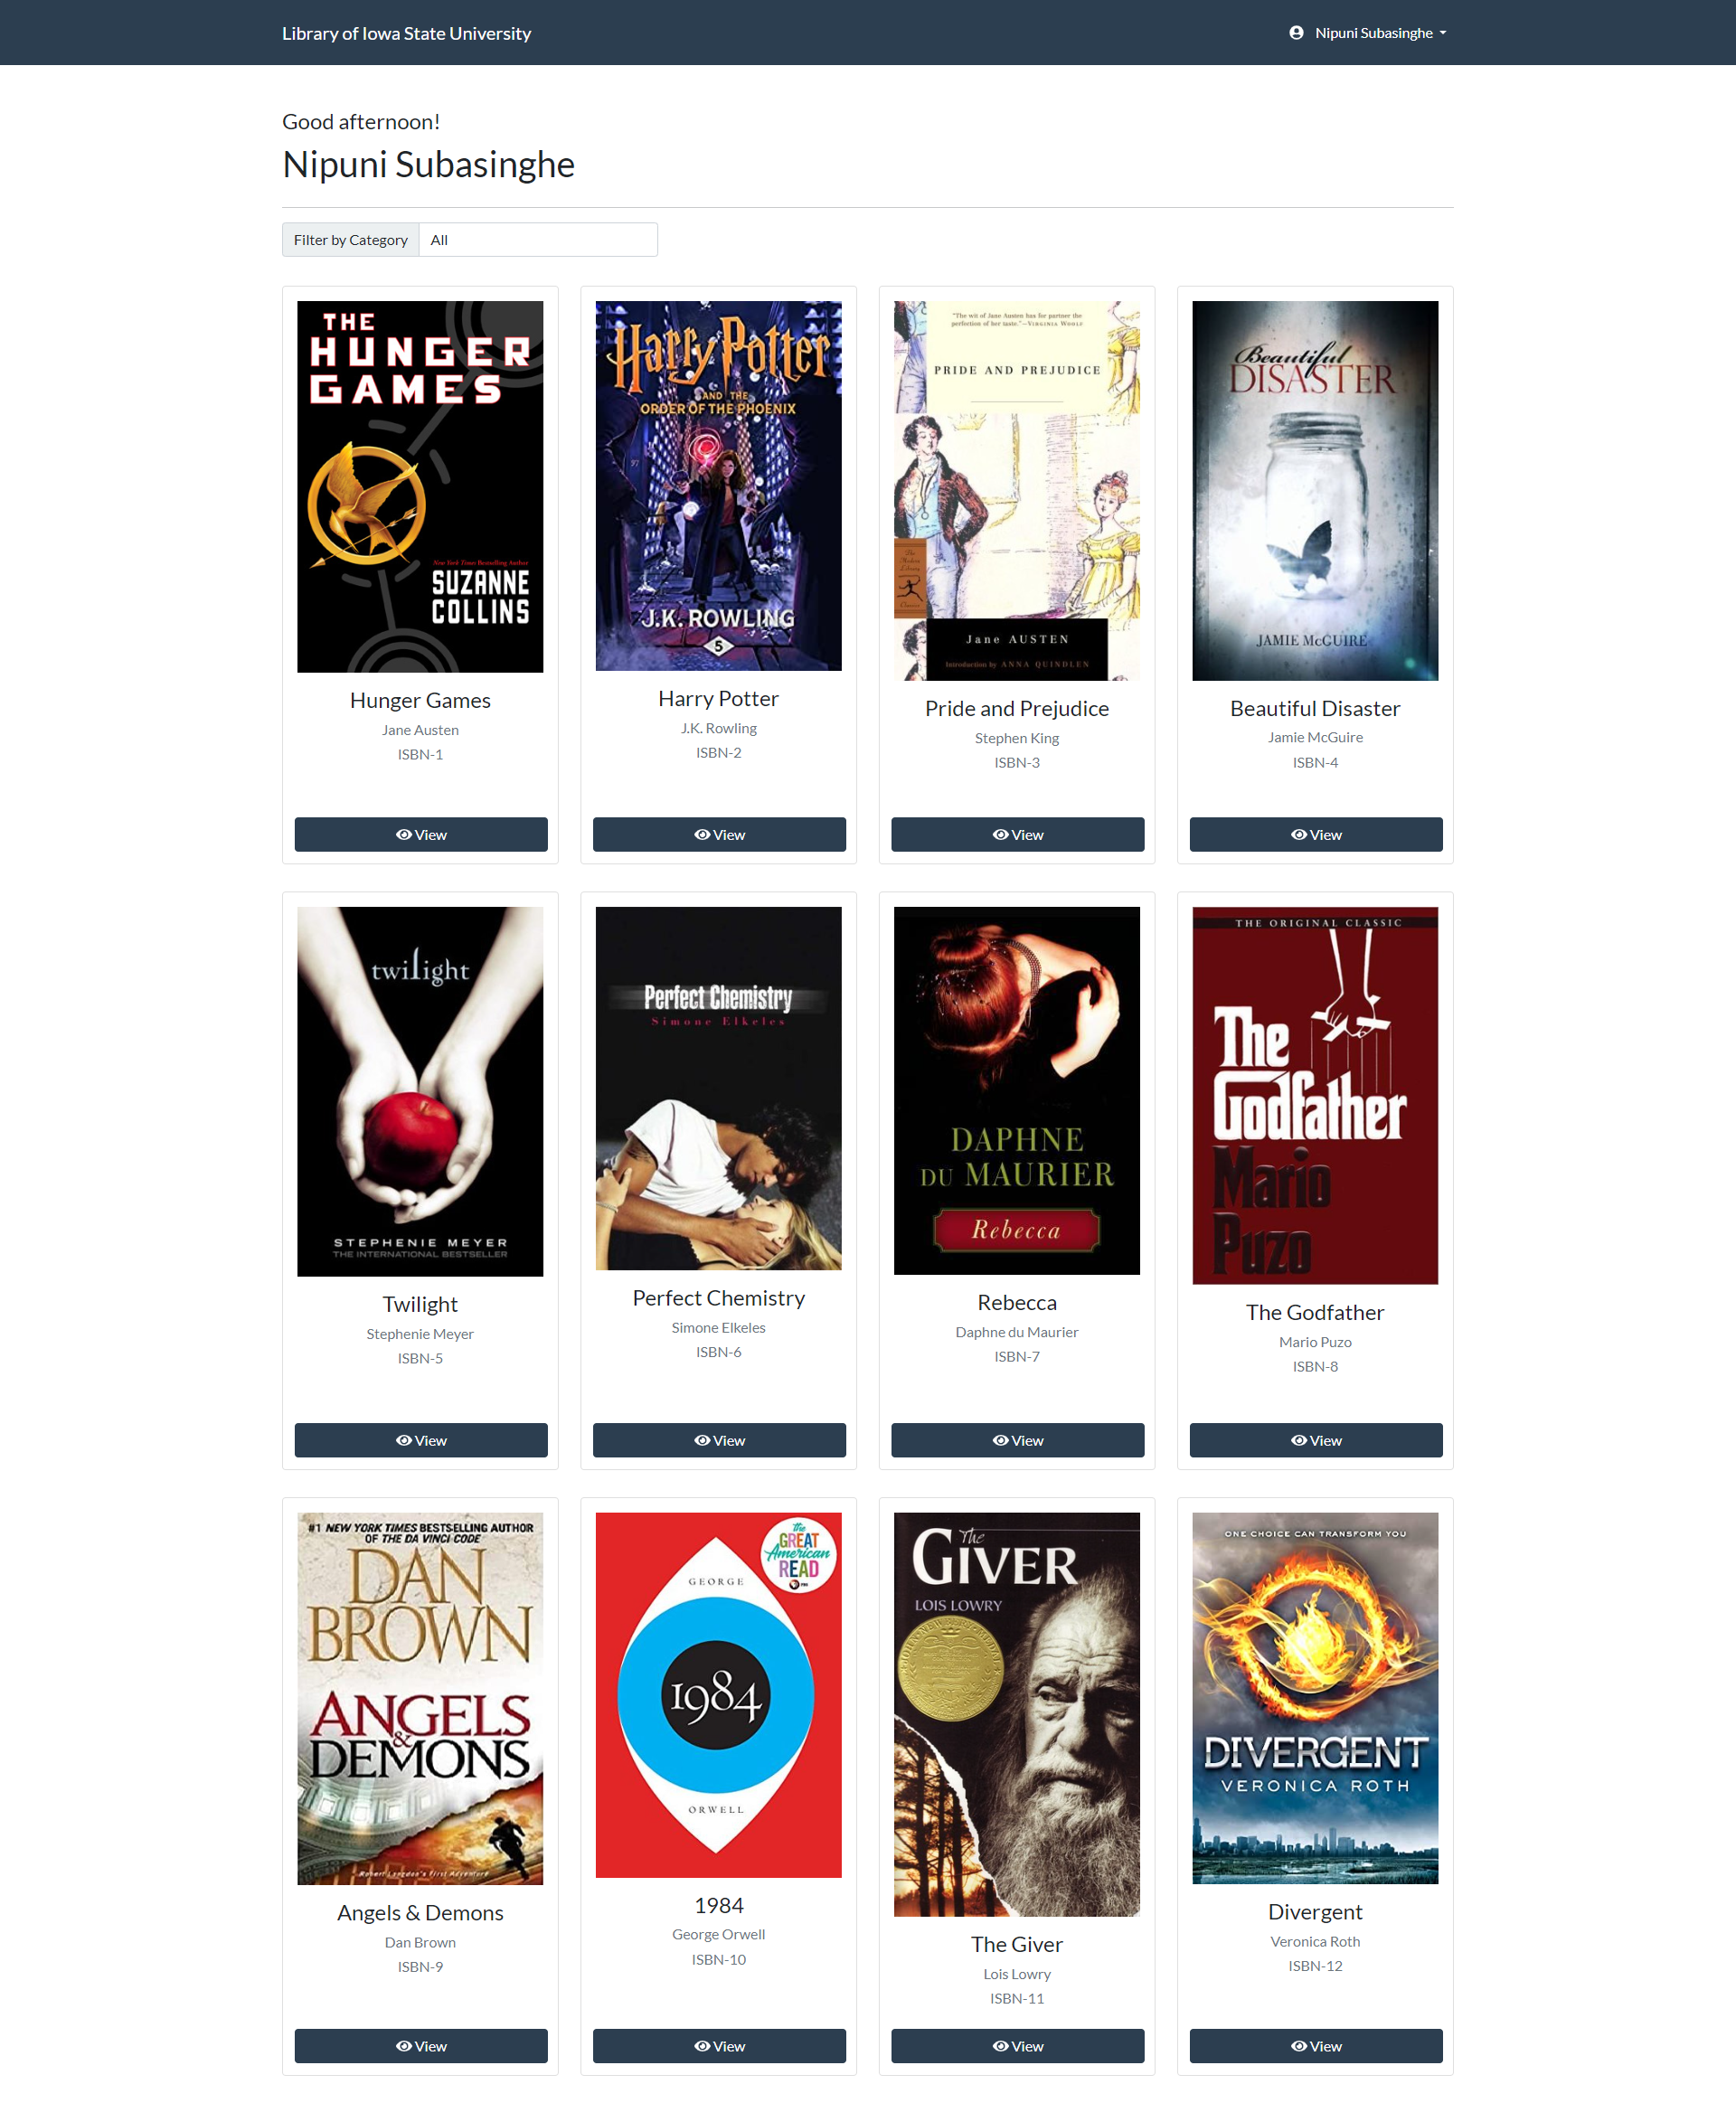 Library of Iowa State University
Nipuni Subasinghe
Good afternoon!
Nipuni Subasinghe
Filter by Category
All
THE
HUNGER
GAMES
New York Times Bestselling Author
SUZANNE
COLLINS
Hunger Games
Jane Austen
ISBN-1
View
Harry Potter
AND THE
ORDER OF THE PHOENIX
97
J.K. ROWLING
5
Harry Potter
J.K. Rowling
ISBN-2
View
"The wit of Jane Austen has for partner the
perfection of her taste."—VIRGINIA WOOLF
PRIDE AND PREJUDICE
The
Modern
Library
Classics
Jane AUSTEN
Introduction by ANNA QUINDLEN
Pride and Prejudice
Stephen King
ISBN-3
View
Beautiful
DISASTER
JAMIE McGUIRE
Beautiful Disaster
Jamie McGuire
ISBN-4
View
twilight
STEPHENIE MEYER
THE INTERNATIONAL BESTSELLER
Twilight
Stephenie Meyer
ISBN-5
View
Perfect Chemistry
Simone Elkeles
Perfect Chemistry
Simone Elkeles
ISBN-6
View
DAPHNE
DU MAURIER
Rebecca
Rebecca
Daphne du Maurier
ISBN-7
View
THE ORIGINAL CLASSIC
The
Godfather
Mario
Puzo
The Godfather
Mario Puzo
ISBN-8
View
#1 NEW YORK TIMES BESTSELLING AUTHOR
OF THE DA VINCI CODE
DAN
BROWN
ANGELS
&
DEMONS
Robert Langdon's First Adventure
Angels & Demons
Dan Brown
ISBN-9
View
the
GREAT
American
READ
PBS
GEORGE
1984
ORWELL
1984
George Orwell
ISBN-10
View
The
GIVER
LOIS LOWRY
The Giver
Lois Lowry
ISBN-11
View
ONE CHOICE CAN TRANSFORM YOU
DIVERGENT
VERONICA ROTH
Divergent
Veronica Roth
ISBN-12
View